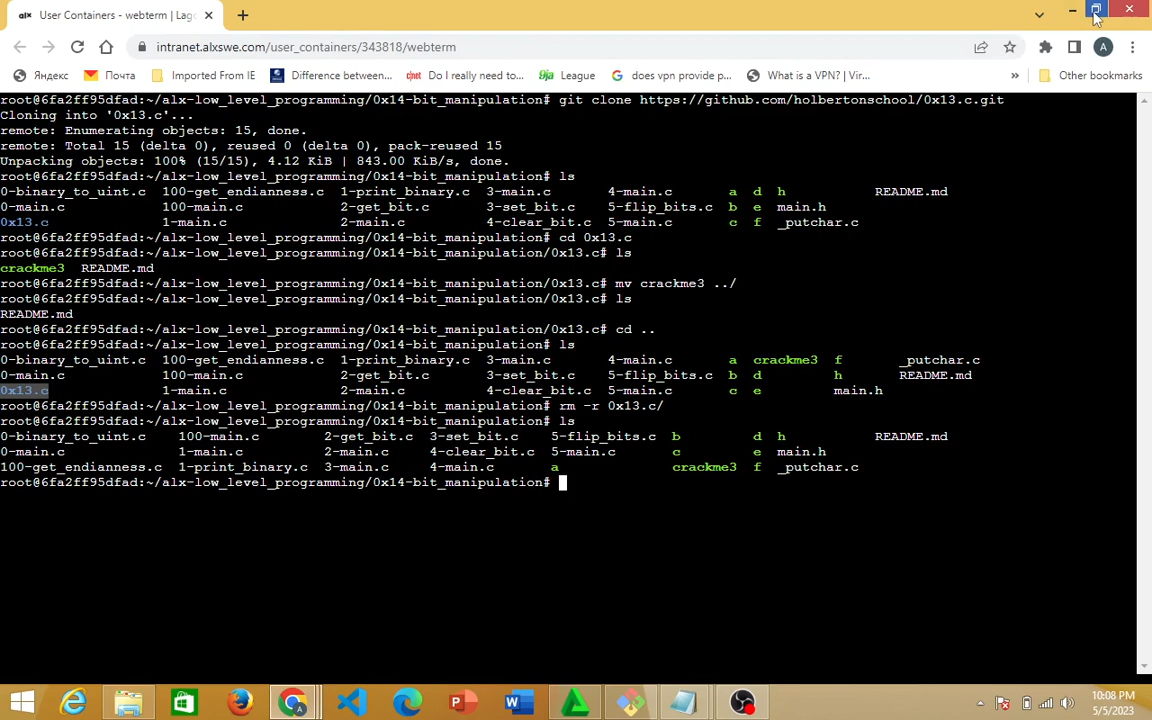 alx User Containers - webterm | Lag
intranet.alxswe.com/user_containers/343818/webterm
A
Яндекс Почта Imported From IE Difference between... cnet Do I really need to... 9ja League G does vpn provide p... What is a VPN? | Vir... » Other bookmarks
root@6fa2ff95dfad:~/alx-low_level_programming/0x14-bit_manipulation# git clone https://github.com/holbertonschool/0x13.c.git
Cloning into '0x13.c'...
remote: Enumerating objects: 15, done.
remote: Total 15 (delta 0), reused 0 (delta 0), pack-reused 15
Unpacking objects: 100% (15/15), 4.12 KiB | 843.00 KiB/s, done.
root@6fa2ff95dfad:~/alx-low_level_programming/0x14-bit_manipulation# ls
0-binary_to_uint.c 100-get_endianness.c 1-print_binary.c 3-main.c 4-main.c a d h README.md
0-main.c 100-main.c 2-get_bit.c 3-set_bit.c 5-flip_bits.c b e main.h
0x13.c 1-main.c 2-main.c 4-clear_bit.c 5-main.c c f _putchar.c
root@6fa2ff95dfad:~/alx-low_level_programming/0x14-bit_manipulation# cd 0x13.c
root@6fa2ff95dfad:~/alx-low_level_programming/0x14-bit_manipulation/0x13.c# ls
crackme3 README.md
root@6fa2ff95dfad:~/alx-low_level_programming/0x14-bit_manipulation/0x13.c# mv crackme3 ../
root@6fa2ff95dfad:~/alx-low_level_programming/0x14-bit_manipulation/0x13.c# ls
README.md
root@6fa2ff95dfad:~/alx-low_level_programming/0x14-bit_manipulation/0x13.c# cd ..
root@6fa2ff95dfad:~/alx-low_level_programming/0x14-bit_manipulation# ls
0-binary_to_uint.c 100-get_endianness.c 1-print_binary.c 3-main.c 4-main.c a crackme3 f _putchar.c
0-main.c 100-main.c 2-get_bit.c 3-set_bit.c 5-flip_bits.c b d h README.md
0x13.c 1-main.c 2-main.c 4-clear_bit.c 5-main.c c e main.h
root@6fa2ff95dfad:~/alx-low_level_programming/0x14-bit_manipulation# rm -r 0x13.c/
root@6fa2ff95dfad:~/alx-low_level_programming/0x14-bit_manipulation# ls
0-binary_to_uint.c 100-main.c 2-get_bit.c 3-set_bit.c 5-flip_bits.c b d h README.md
0-main.c 1-main.c 2-main.c 4-clear_bit.c 5-main.c c e main.h
100-get_endianness.c 1-print_binary.c 3-main.c 4-main.c a crackme3 f _putchar.c
root@6fa2ff95dfad:~/alx-low_level_programming/0x14-bit_manipulation#
10:08 PM
5/5/2023